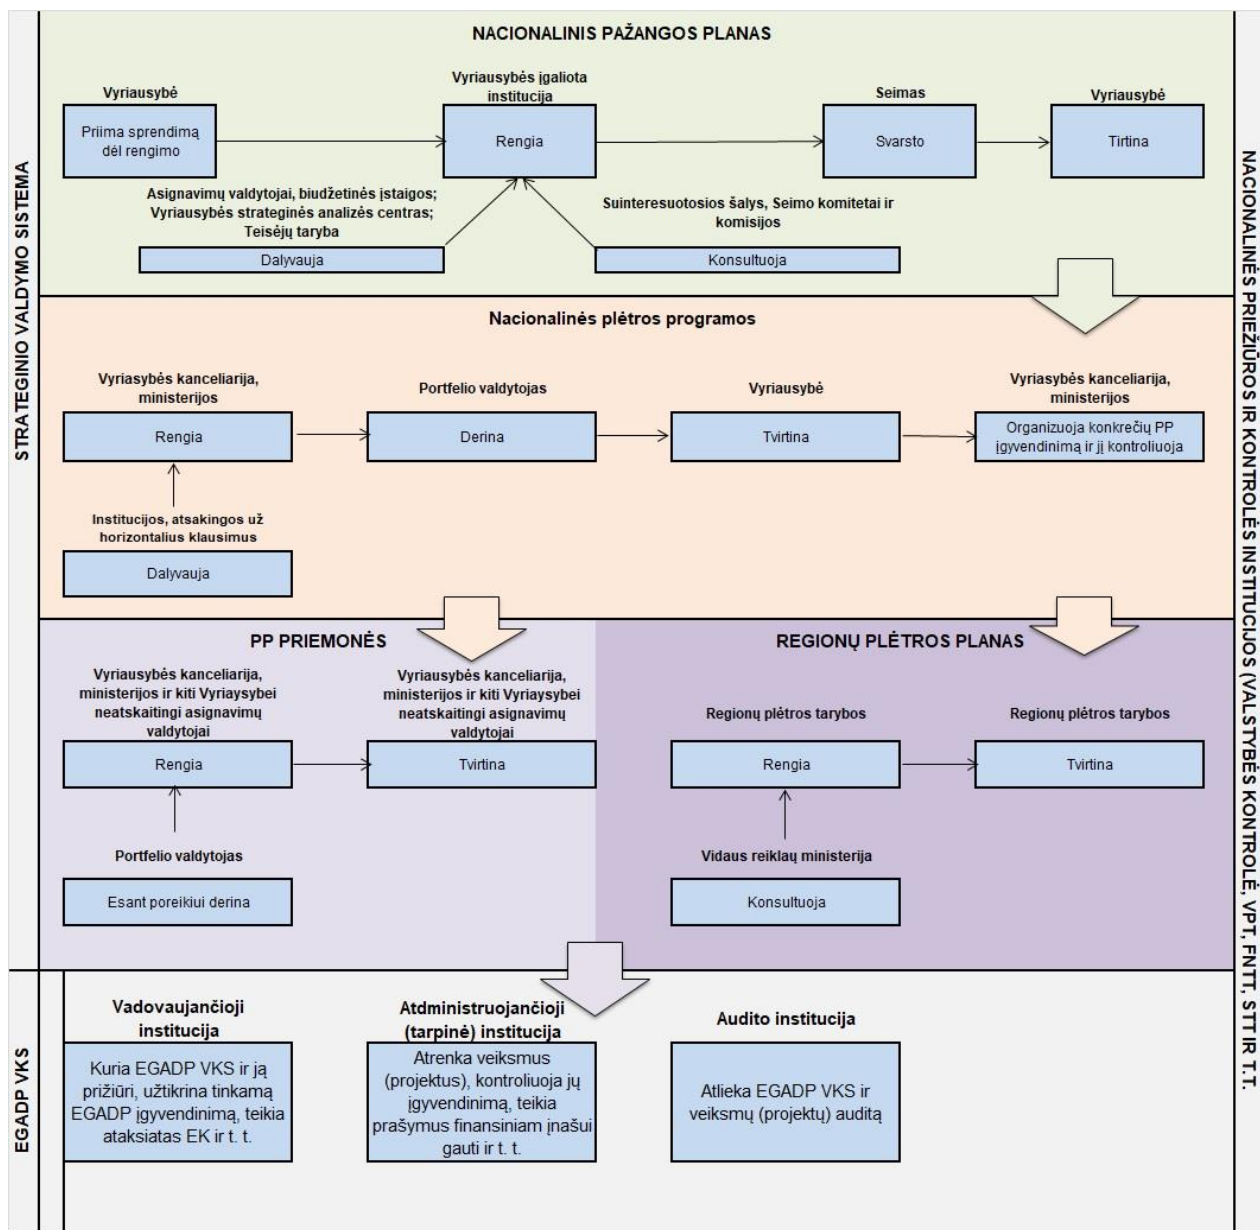 STRATEGINIO VALDYMO SISTEMA
NACIONALINIS PAŽANGOS PLANAS
Vyriausybė
Priima sprendimą
dėl rengimo
Vyriausybės įgaliota
institucija
Rengia
Seimas
Svarsto
Vyriausybė
Tirtina
Asignavimų valdytojai, biudžetinės įstaigos;
Vyriausybės strateginės analizės centras;
Teisėjų taryba
Dalyvauja
Suinteresuotosios šalys, Seimo komitetai ir
komisijos
Konsultuoja
Nacionalinės plėtros programos
Vyriasybės kanceliarija,
ministerijos
Rengia
Portfelio valdytojas
Derina
Vyriausybė
Tvirtina
Vyriasybės kanceliarija,
ministerijos
Organizuoja konkrečių PP
įgyvendinimą ir jį kontroliuoja
Institucijos, atsakingos už
horizontalius klausimus
Dalyvauja
PP PRIEMONĖS
Vyriausybės kanceliarija,
ministerijos ir kiti Vyriaysybei
neatskaitingi asignavimų
valdytojai
Rengia
Vyriausybės kanceliarija,
ministerijos ir kiti Vyriaysybei
neatskaitingi asignavimų
valdytojai
Tvirtina
Portfelio valdytojas
Esant poreikiui derina
REGIONŲ PLĖTROS PLANAS
Regionų plėtros tarybos
Rengia
Regionų plėtros tarybos
Tvirtina
Vidaus reiklaų ministerija
Konsultuoja
EGADP VKS
Vadovaujančioji
institucija
Kuria EGADP VKS ir ją
prižiūri, užtikrina tinkamą
EGADP įgyvendinimą, teikia
ataksiatas EK ir t. t.
Atdministruojančioji
(tarpinė) institucija
Atrenka veiksmus
(projektus), kontroliuoja jų
įgyvendinimą, teikia
prašymus finansiniam įnašui
gauti ir t. t.
Audito institucija
Atlieka EGADP VKS ir
veiksmų (projektų) auditą
NACIONALINĖS PRIEŽIŪROS IR KONTROLĖS INSTITUCIJOS (VALSTYBĖS KONTROLĖ, VPT, FNTT, STT IR T.T.